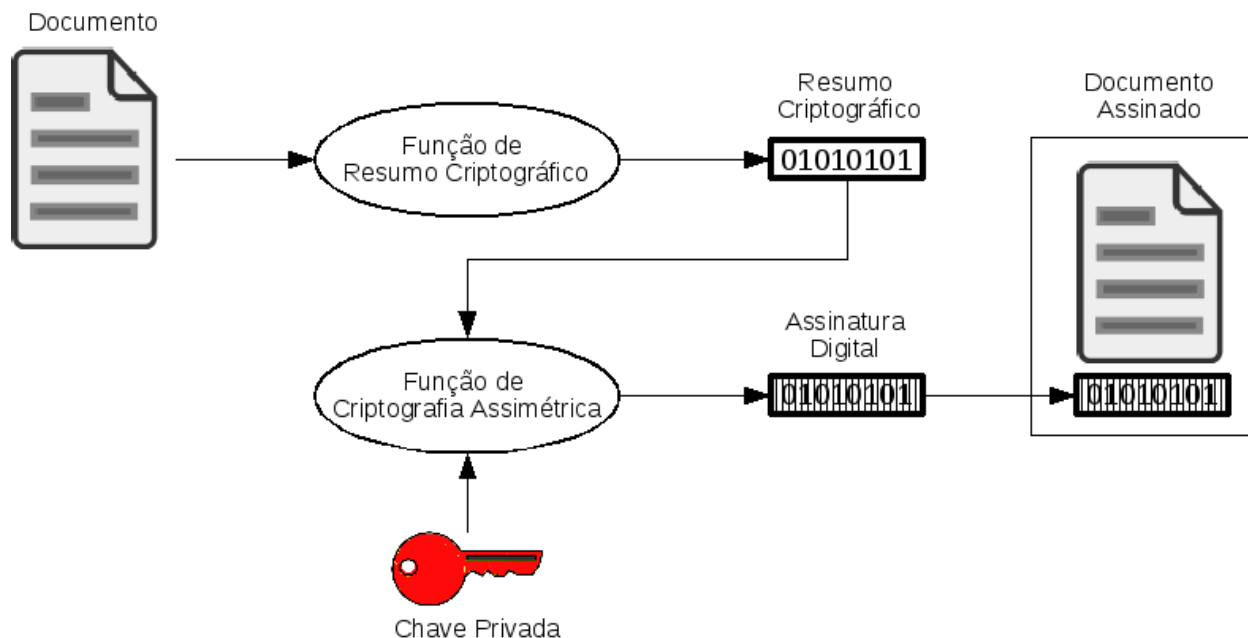 Documento
Função de
Resumo Criptográfico
Resumo
Criptográfico
01010101
Documento
Assinado
Função de
Criptografia Assimétrica
Assinatura
Digital
01010101
01010101
Chave Privada